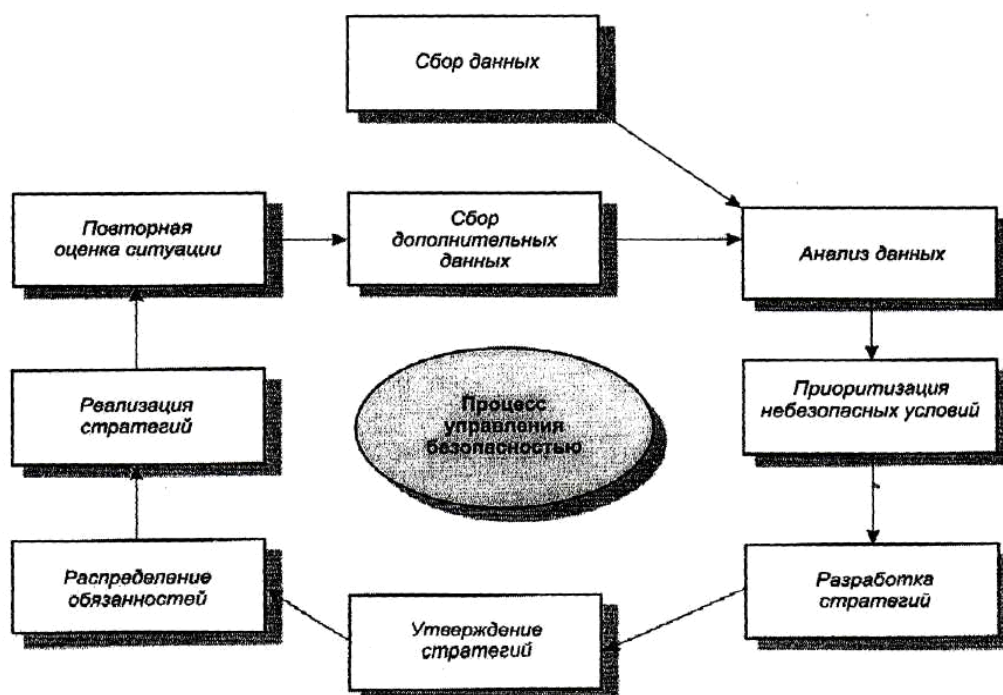 Сбор данных
Повторная
оценка ситуации
Сбор
дополнительных
данных
Анализ данных
Реализация
стратегий
Процесс
управления
безопасностью
Приоритизация
небезопасных условий
Распределение
обязанностей
Утверждение
стратегий
Разработка
стратегий